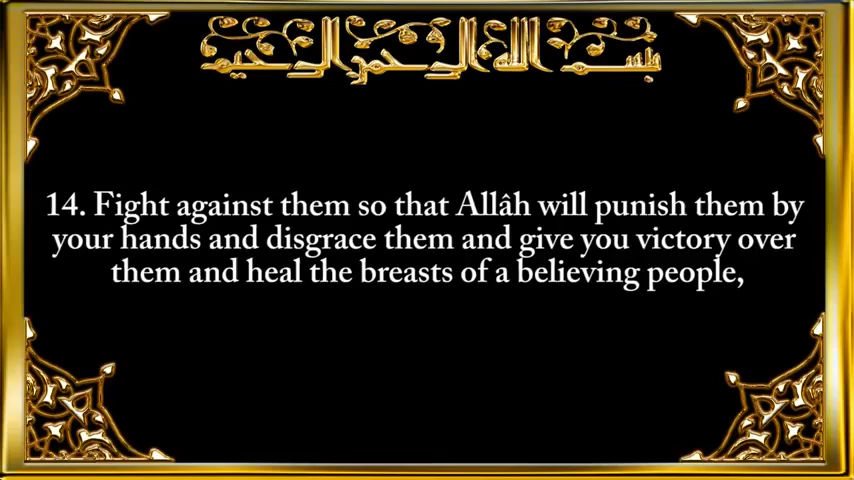 بسم الله الرحمن الرحيم
14. Fight against them so that Allâh will punish them by
your hands and disgrace them and give you victory over
them and heal the breasts of a believing people,